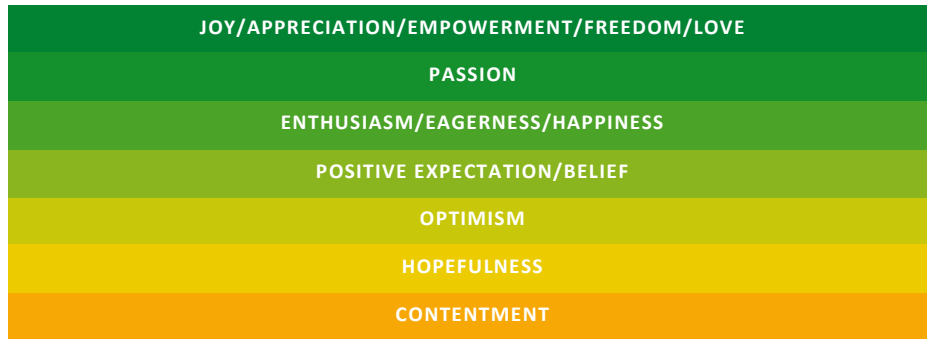 JOY/APPRECIATION/EMPOWERMENT/FREEDOM/LOVE
PASSION
ENTHUSIASM/EAGERNESS/HAPPINESS
POSITIVE EXPECTATION/BELIEF
OPTIMISM
HOPEFULNESS
CONTENTMENT